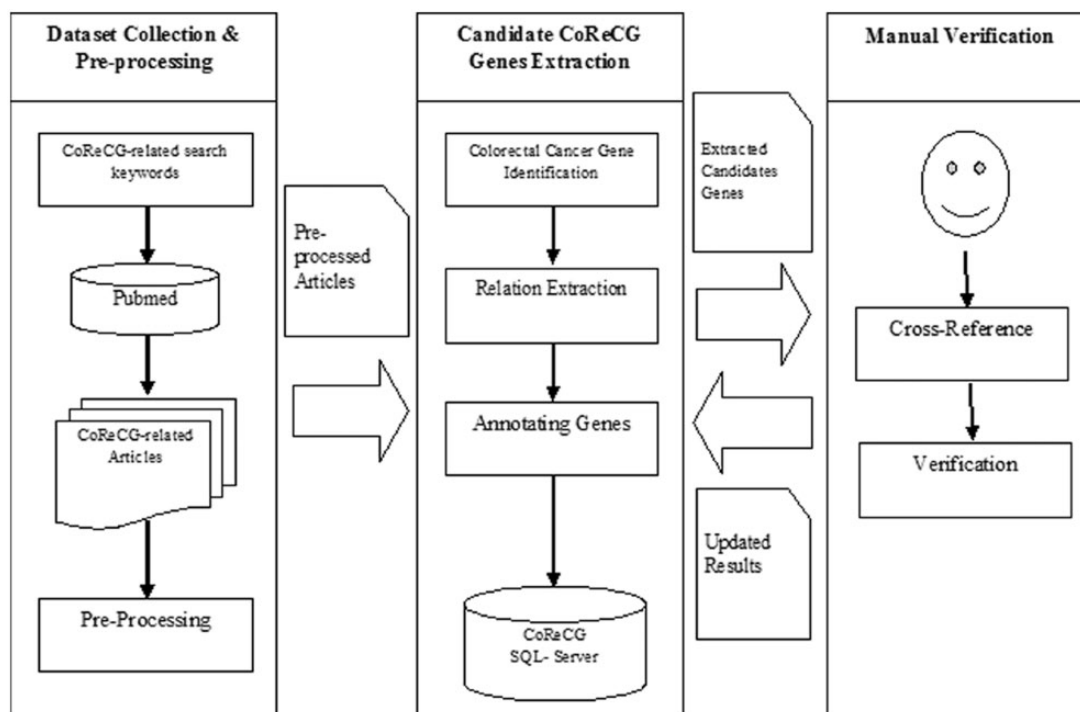 Dataset Collection &
Pre-processing
CoReCG-related search
keywords
Pubmed
CoReCG-related
Articles
Pre-Processing
Pre-
processed
Articles
Candidate CoReCG
Genes Extraction
Colorectal Cancer Gene
Identification
Relation Extraction
Annotating Genes
CoReCG
SQL- Server
Extracted
Candidates
Genes
Updated
Results
Manual Verification
Cross-Reference
Verification